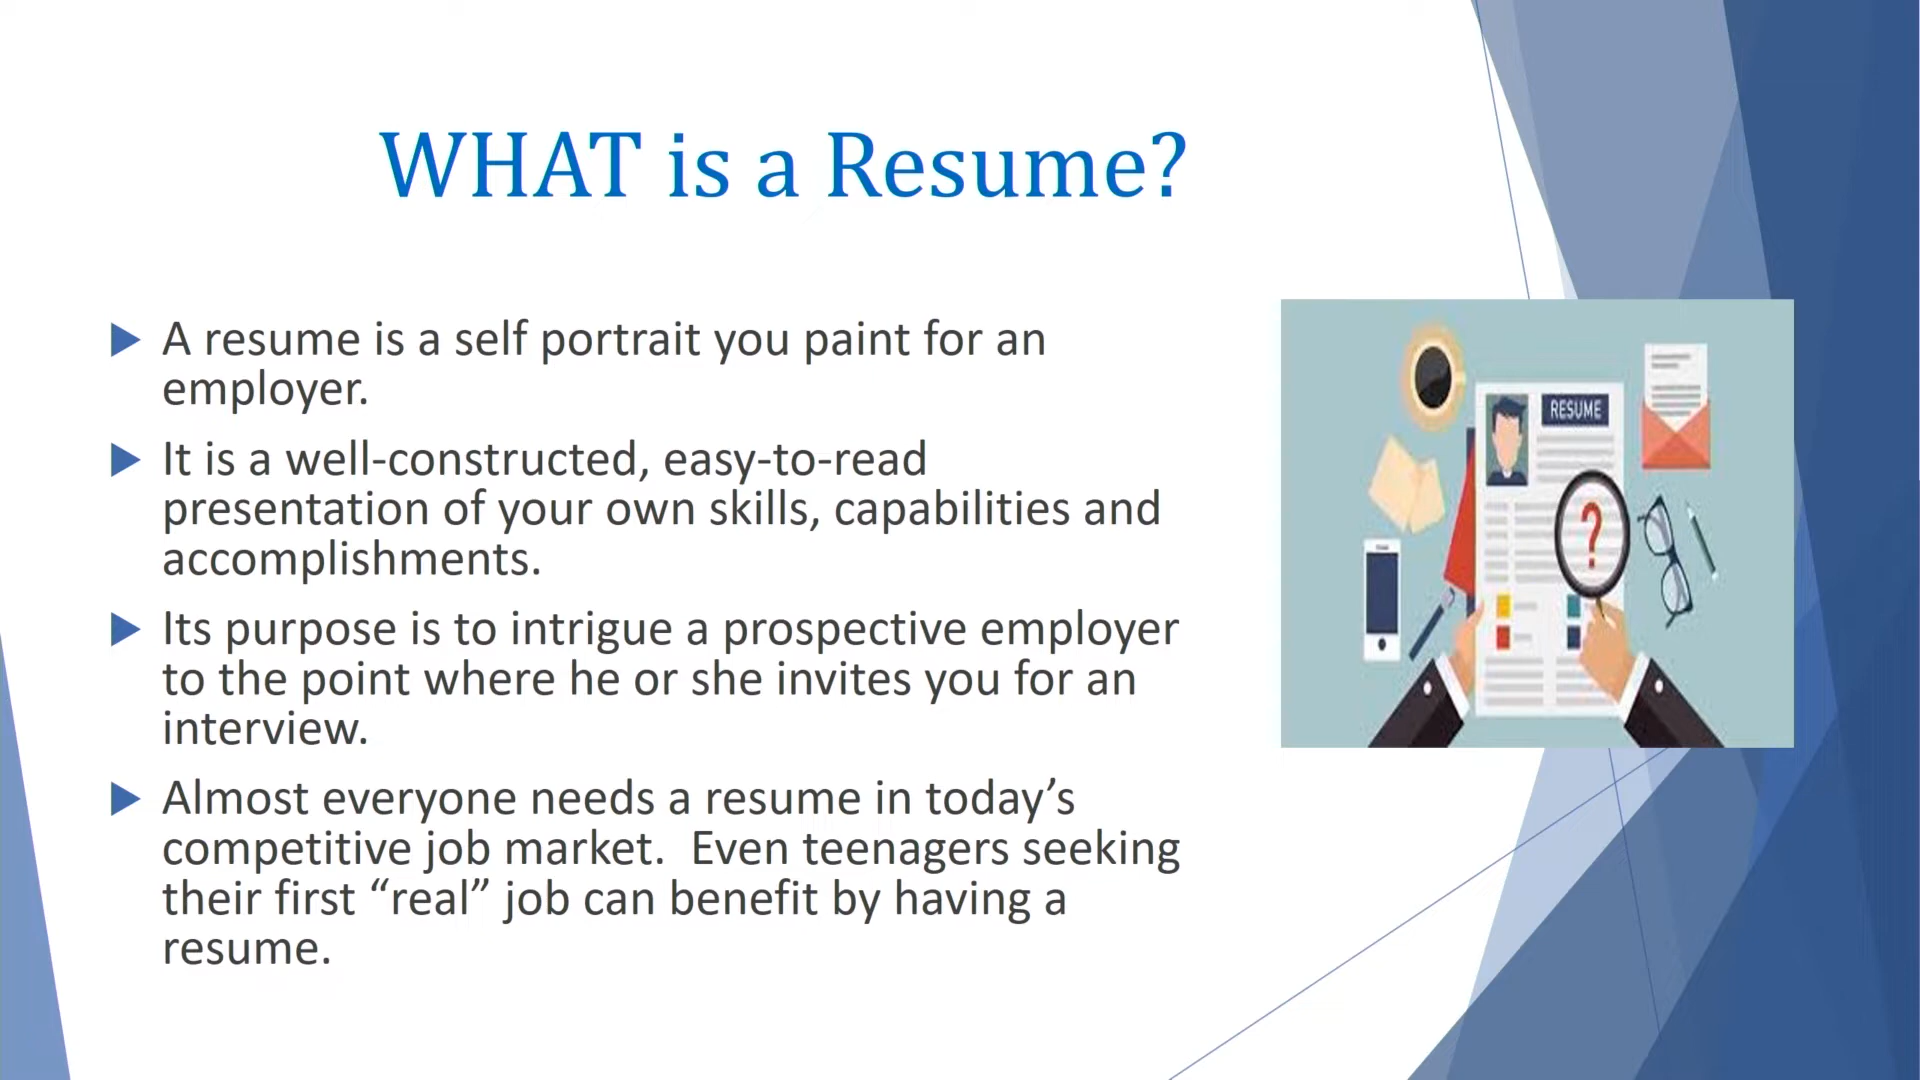 WHAT is a Resume?
A resume is a self portrait you paint for an
employer.
It is a well-constructed, easy-to-read
presentation of your own skills, capabilities and
accomplishments.
Its purpose is to intrigue a prospective employer
to the point where he or she invites you for an
interview.
Almost everyone needs a resume in today’s
competitive job market.  Even teenagers seeking
their first “real” job can benefit by having a
resume.
RESUME
?